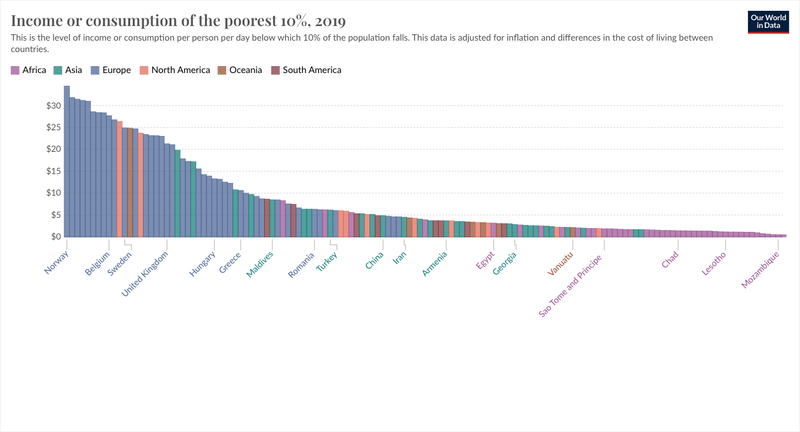 Income or consumption of the poorest 10%, 2019
Our World
in Data
This is the level of income or consumption per person per day below which 10% of the population falls. This data is adjusted for inflation and differences in the cost of living between
countries.
Africa Asia Europe North America Oceania South America
$30
$25
$20
$15
$10
$5
$0
Norway
Belgium
Sweden
United Kingdom
Hungary
Greece
Maldives
Romania
Turkey
China
Iran
Armenia
Egypt
Georgia
Vanuatu
Sao Tome and Principe
Chad
Lesotho
Mozambique